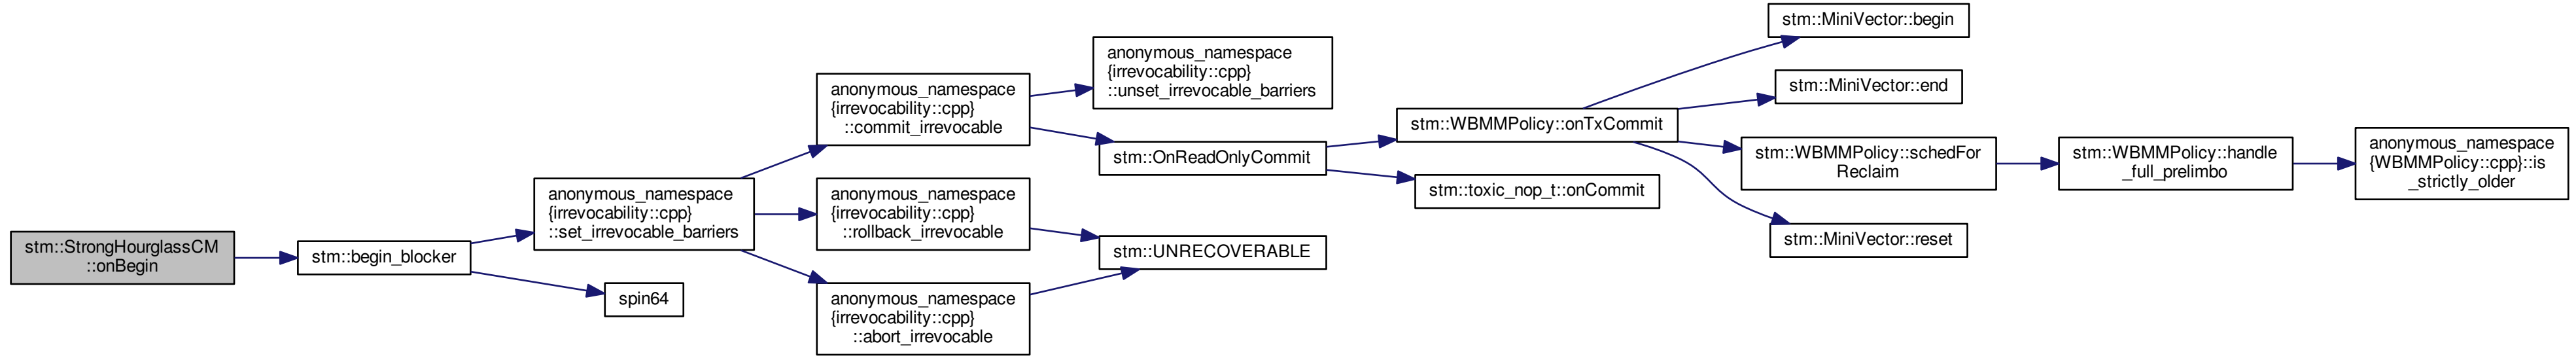 stm::StrongHourglassCM
::onBegin
stm::begin_blocker
anonymous_namespace
{irrevocability::cpp}
::set_irrevocable_barriers
spin64
anonymous_namespace
{irrevocability::cpp}
::commit_irrevocable
anonymous_namespace
{irrevocability::cpp}
::rollback_irrevocable
anonymous_namespace
{irrevocability::cpp}
::abort_irrevocable
anonymous_namespace
{irrevocability::cpp}
::unset_irrevocable_barriers
stm::OnReadOnlyCommit
stm::UNRECOVERABLE
stm::WBMMPolicy::onTxCommit
stm::toxic_nop_t::onCommit
stm::MiniVector::begin
stm::MiniVector::end
stm::WBMMPolicy::schedFor
Reclaim
stm::MiniVector::reset
stm::WBMMPolicy::handle
_full_prelimbo
anonymous_namespace
{WBMMPolicy::cpp}::is
_strictly_older